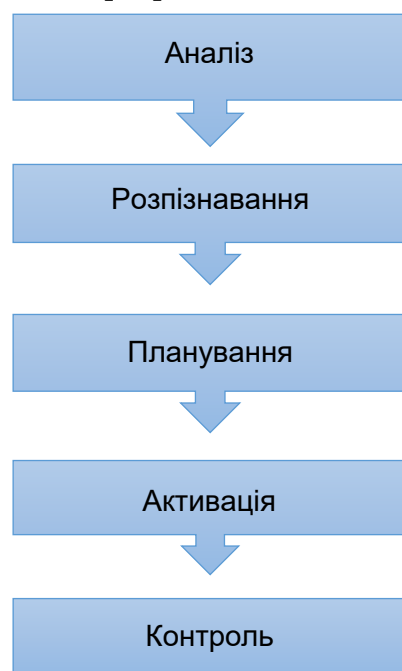 Аналіз
Розпізнавання
Планування
Активація
Контроль